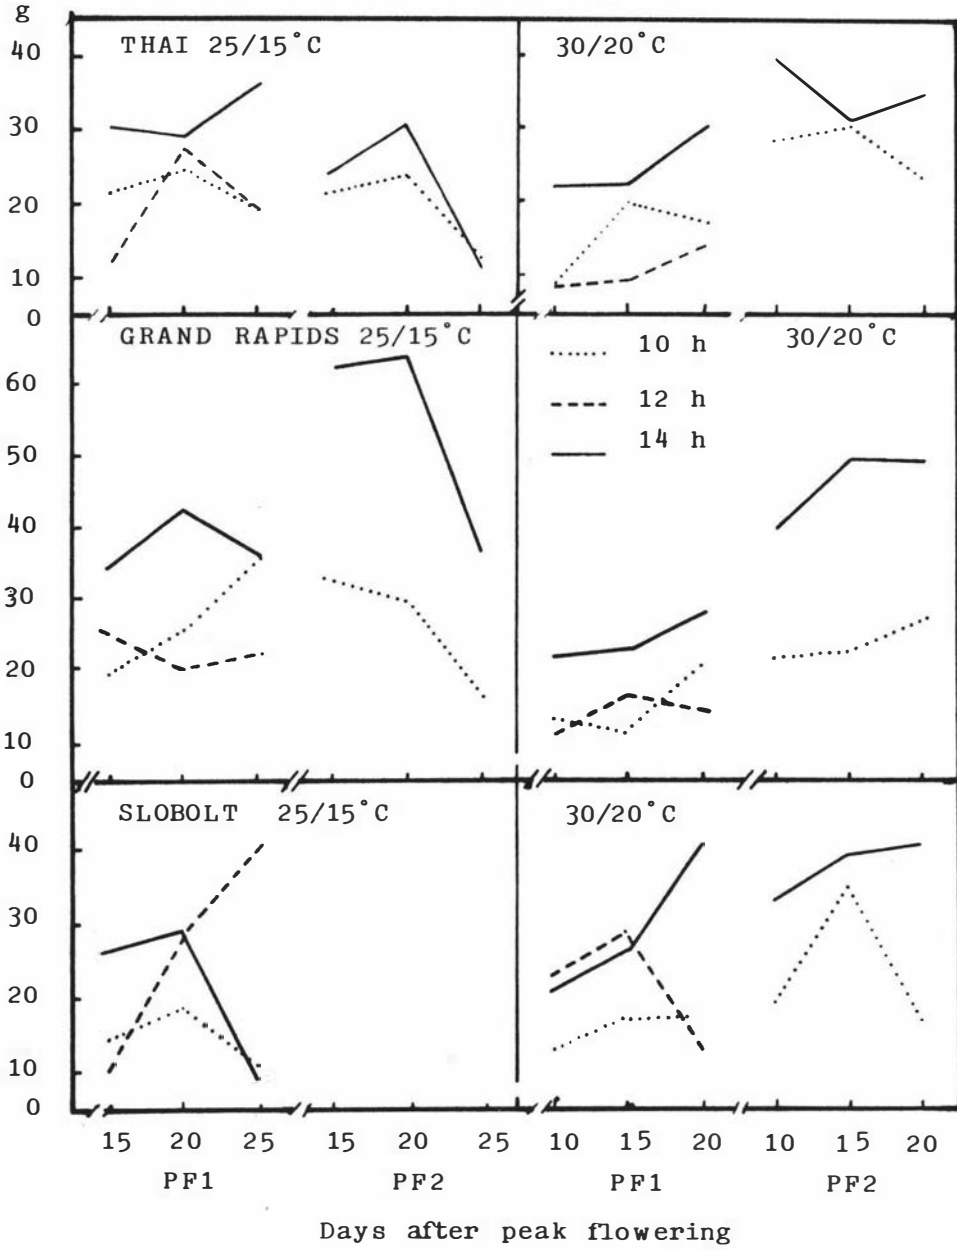 g
THAI 25/15°C 30/20°C
40
30
20
10
0
GRAND RAPIDS 25/15°C 30/20°C
10 h
12 h
14 h
60
50
40
30
20
10
0
SLOBOLT 25/15°C 30/20°C
40
30
20
10
0
15 20 25 15 20 25 10 15 20 10 15 20
PF1 PF2 PF1 PF2
Days after peak flowering